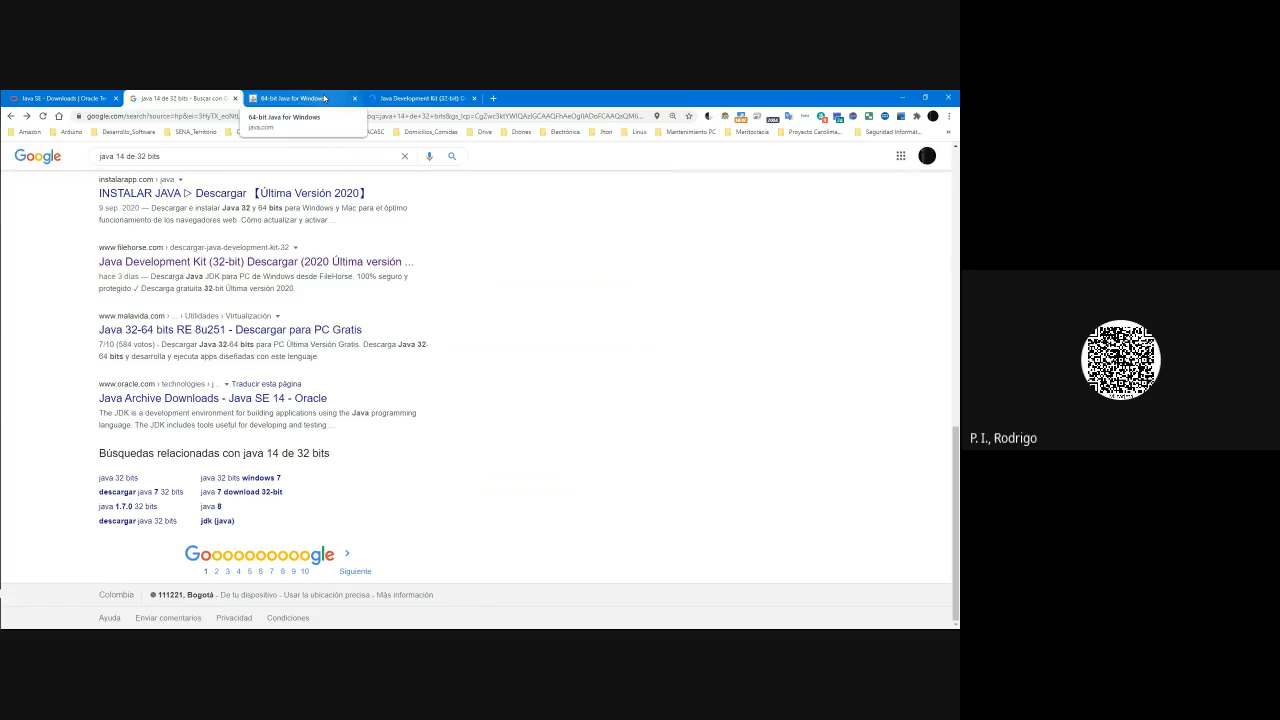 Java SE - Downloads | Oracle Te
java 14 de 32 bits - Buscar con G
64-bit Java for Windows
Java Development Kit (32-bit) D
64-bit Java for Windows
java.com
Amazon
Arduino
Desarrollo_Software
SENA_Territorio
Domicilios_Comidas
Drive
Drones
Electrónica
Jhon
Linux
Mantenimiento PC
Meritocracia
Proyecto Carolina...
Seguridad Informát...
Google
java 14 de 32 bits
instalarapp.com › java
INSTALAR JAVA ▷ Descargar 【Última Versión 2020】
9 sep. 2020 — Descargar e instalar Java 32 y 64 bits para Windows y Mac para el óptimo
funcionamiento de los navegadores web. Cómo actualizar y activar ...
www.filehorse.com › descargar-java-development-kit-32
Java Development Kit (32-bit) Descargar (2020 Última versión ...
hace 3 días — Descarga Java JDK para PC de Windows desde FileHorse. 100% seguro y
protegido ✓ Descarga gratuita 32-bit Última versión 2020.
www.malavida.com › ... › Utilidades › Virtualización
Java 32-64 bits RE 8u251 - Descargar para PC Gratis
7/10 (584 votos) - Descargar Java 32-64 bits para PC Última Versión Gratis. Descarga Java 32-
64 bits y desarrolla y ejecuta apps diseñadas con este lenguaje.
www.oracle.com › technologies › j... Traducir esta página
Java Archive Downloads - Java SE 14 - Oracle
The JDK is a development environment for building applications using the Java programming
language. The JDK includes tools useful for developing and testing ...
Búsquedas relacionadas con java 14 de 32 bits
java 32 bits
java 32 bits windows 7
descargar java 7 32 bits
java 7 download 32-bit
java 1.7.0 32 bits
java 8
descargar java 32 bits
jdk (java)
Goooooooooogle
1 2 3 4 5 6 7 8 9 10 Siguiente
Colombia
111221, Bogotá - De tu dispositivo - Usar la ubicación precisa - Más información
Ayuda Enviar comentarios Privacidad Condiciones
P. I., Rodrigo